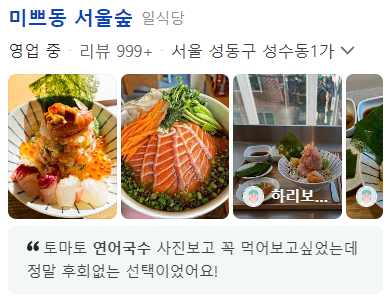 미쁘동 서울숲 일식당
영업 중 · 리뷰 999+ · 서울 성동구 성수동1가
하리보...
토마토 연어국수 사진보고 꼭 먹어보고싶었는데
정말 후회없는 선택이었어요!